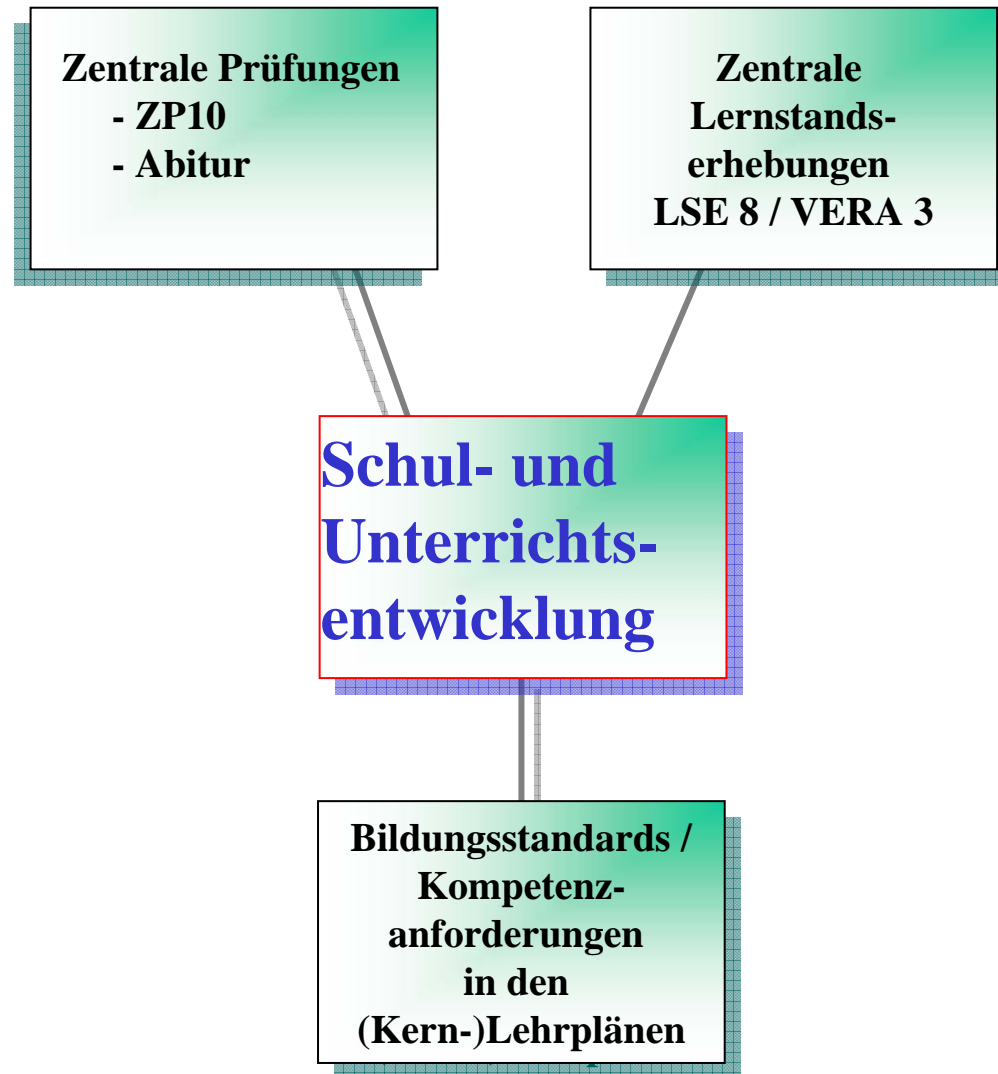 Zentrale Prüfungen
- ZP10
- Abitur
Zentrale
Lernstands-
erhebungen
LSE 8 / VERA 3
Schul- und
Unterrichts-
entwicklung
Bildungsstandards /
Kompetenz-
anforderungen
in den
(Kern-)Lehrplänen